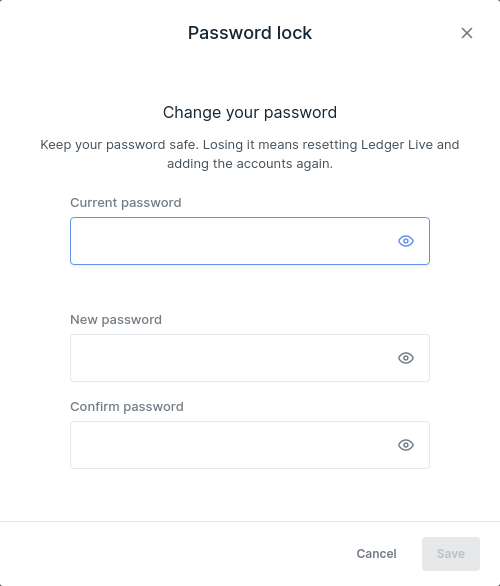 Password lock
Change your password
Keep your password safe. Losing it means resetting Ledger Live and
adding the accounts again.
Current password
New password
Confirm password
Cancel
Save